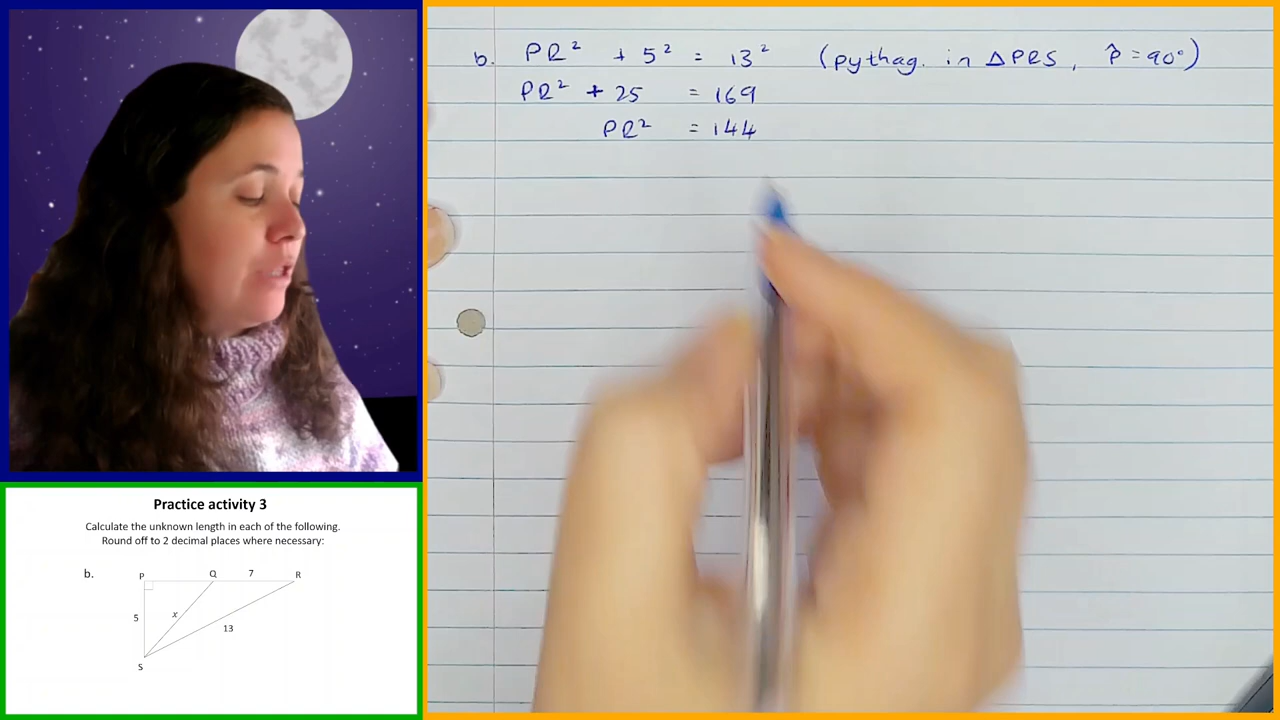 b. PR² + 5² = 13² (pythag. in ΔPRS, P̂ = 90°)
PR² + 25 = 169
PR² = 144
Practice activity 3
Calculate the unknown length in each of the following.
Round off to 2 decimal places where necessary:
b.
P Q 7 R
5 x
13
S